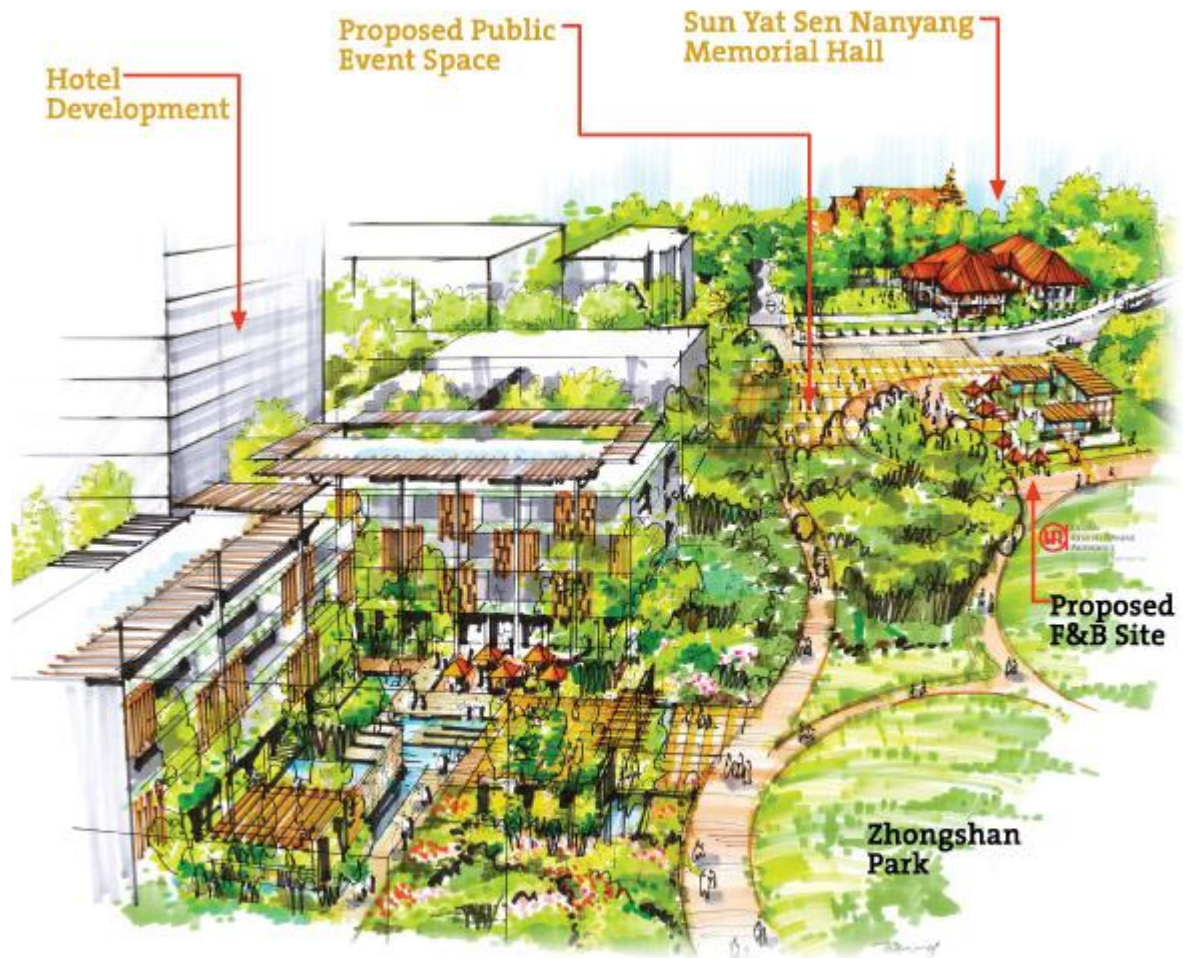 Sun Yat Sen Nanyang
Memorial Hall
Proposed Public
Event Space
Hotel
Development
Proposed
F&B Site
Zhongshan
Park